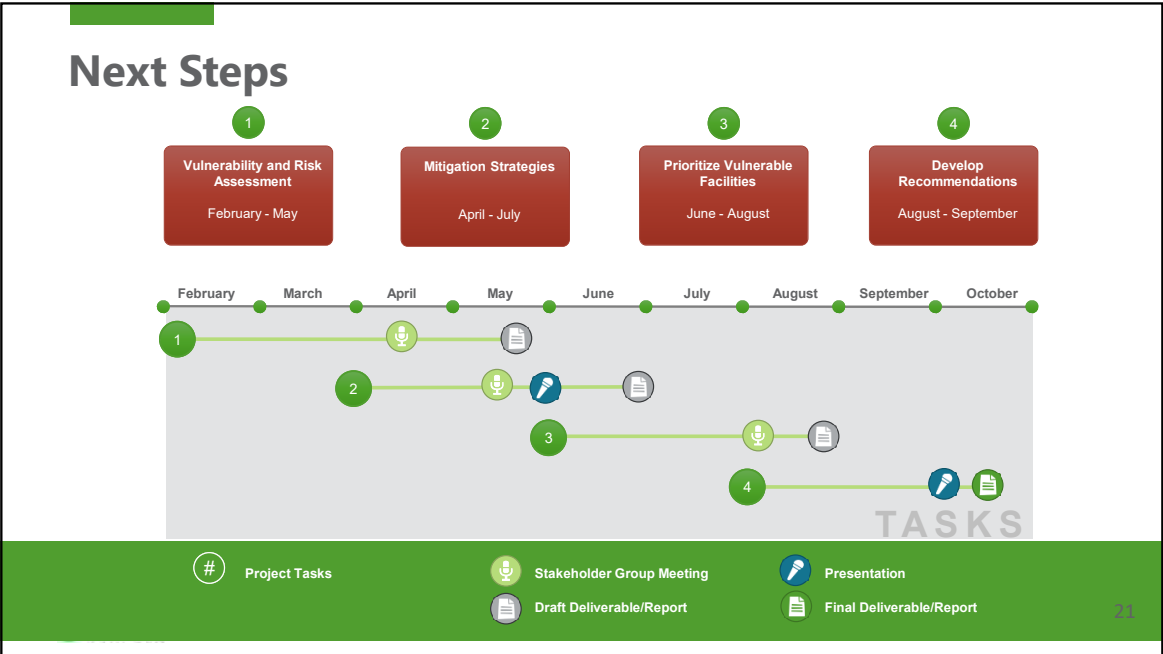 Next Steps
1
2
3
4
Vulnerability and Risk
Assessment
February - May
Mitigation Strategies
April - July
Prioritize Vulnerable
Facilities
June - August
Develop
Recommendations
August - September
February
March
April
May
June
July
August
September
October
1
2
3
4
TASKS
# Project Tasks
Stakeholder Group Meeting
Presentation
Draft Deliverable/Report
Final Deliverable/Report
21